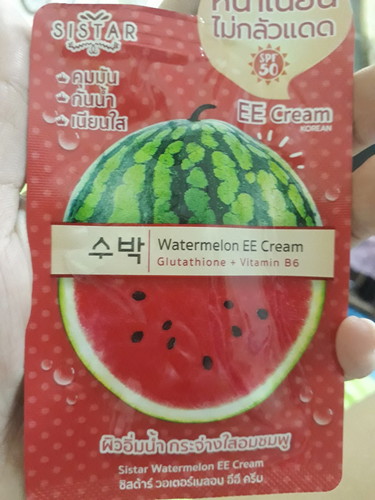 SISTAR
หน้าเนียน
ไม่กลัวแดด
SPF
50
คุมมัน
กันน้ำ
เนียนใส
EE Cream
KOREAN
수박
Watermelon EE Cream
Glutathione + Vitamin B6
ผิวอิ่มน้ำ กระจ่างใสอมชมพู
Sistar Watermelon EE Cream
ซิสต้าร์ วอเตอร์เมลอน อีอี ครีม